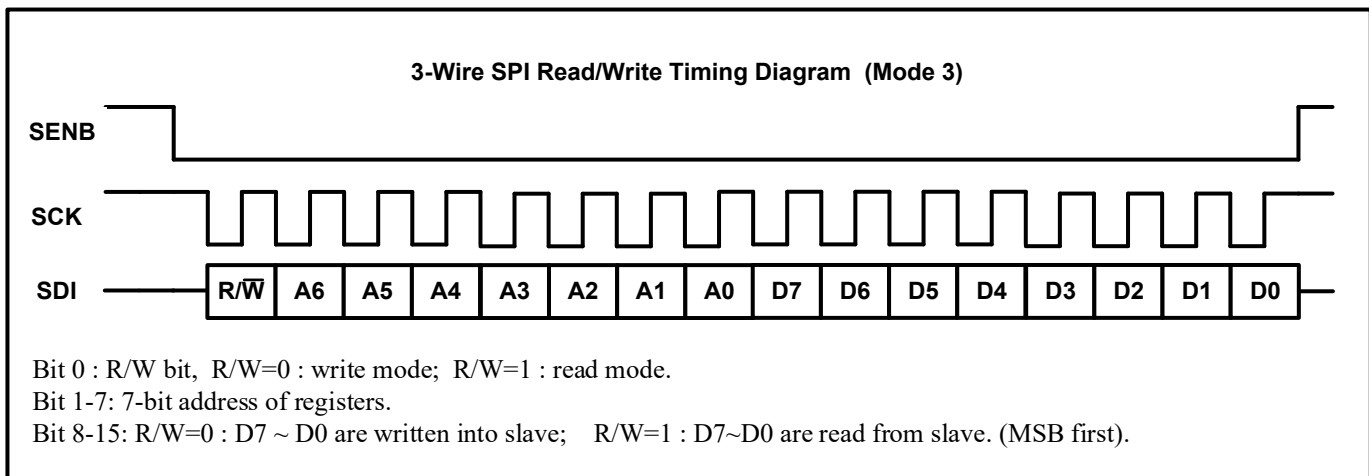 3-Wire SPI Read/Write Timing Diagram (Mode 3)
SENB
SCK
SDI R/W̅ A6 A5 A4 A3 A2 A1 A0 D7 D6 D5 D4 D3 D2 D1 D0
Bit 0 : R/W bit, R/W=0 : write mode; R/W=1 : read mode.
Bit 1-7: 7-bit address of registers.
Bit 8-15: R/W=0 : D7 ~ D0 are written into slave; R/W=1 : D7~D0 are read from slave. (MSB first).